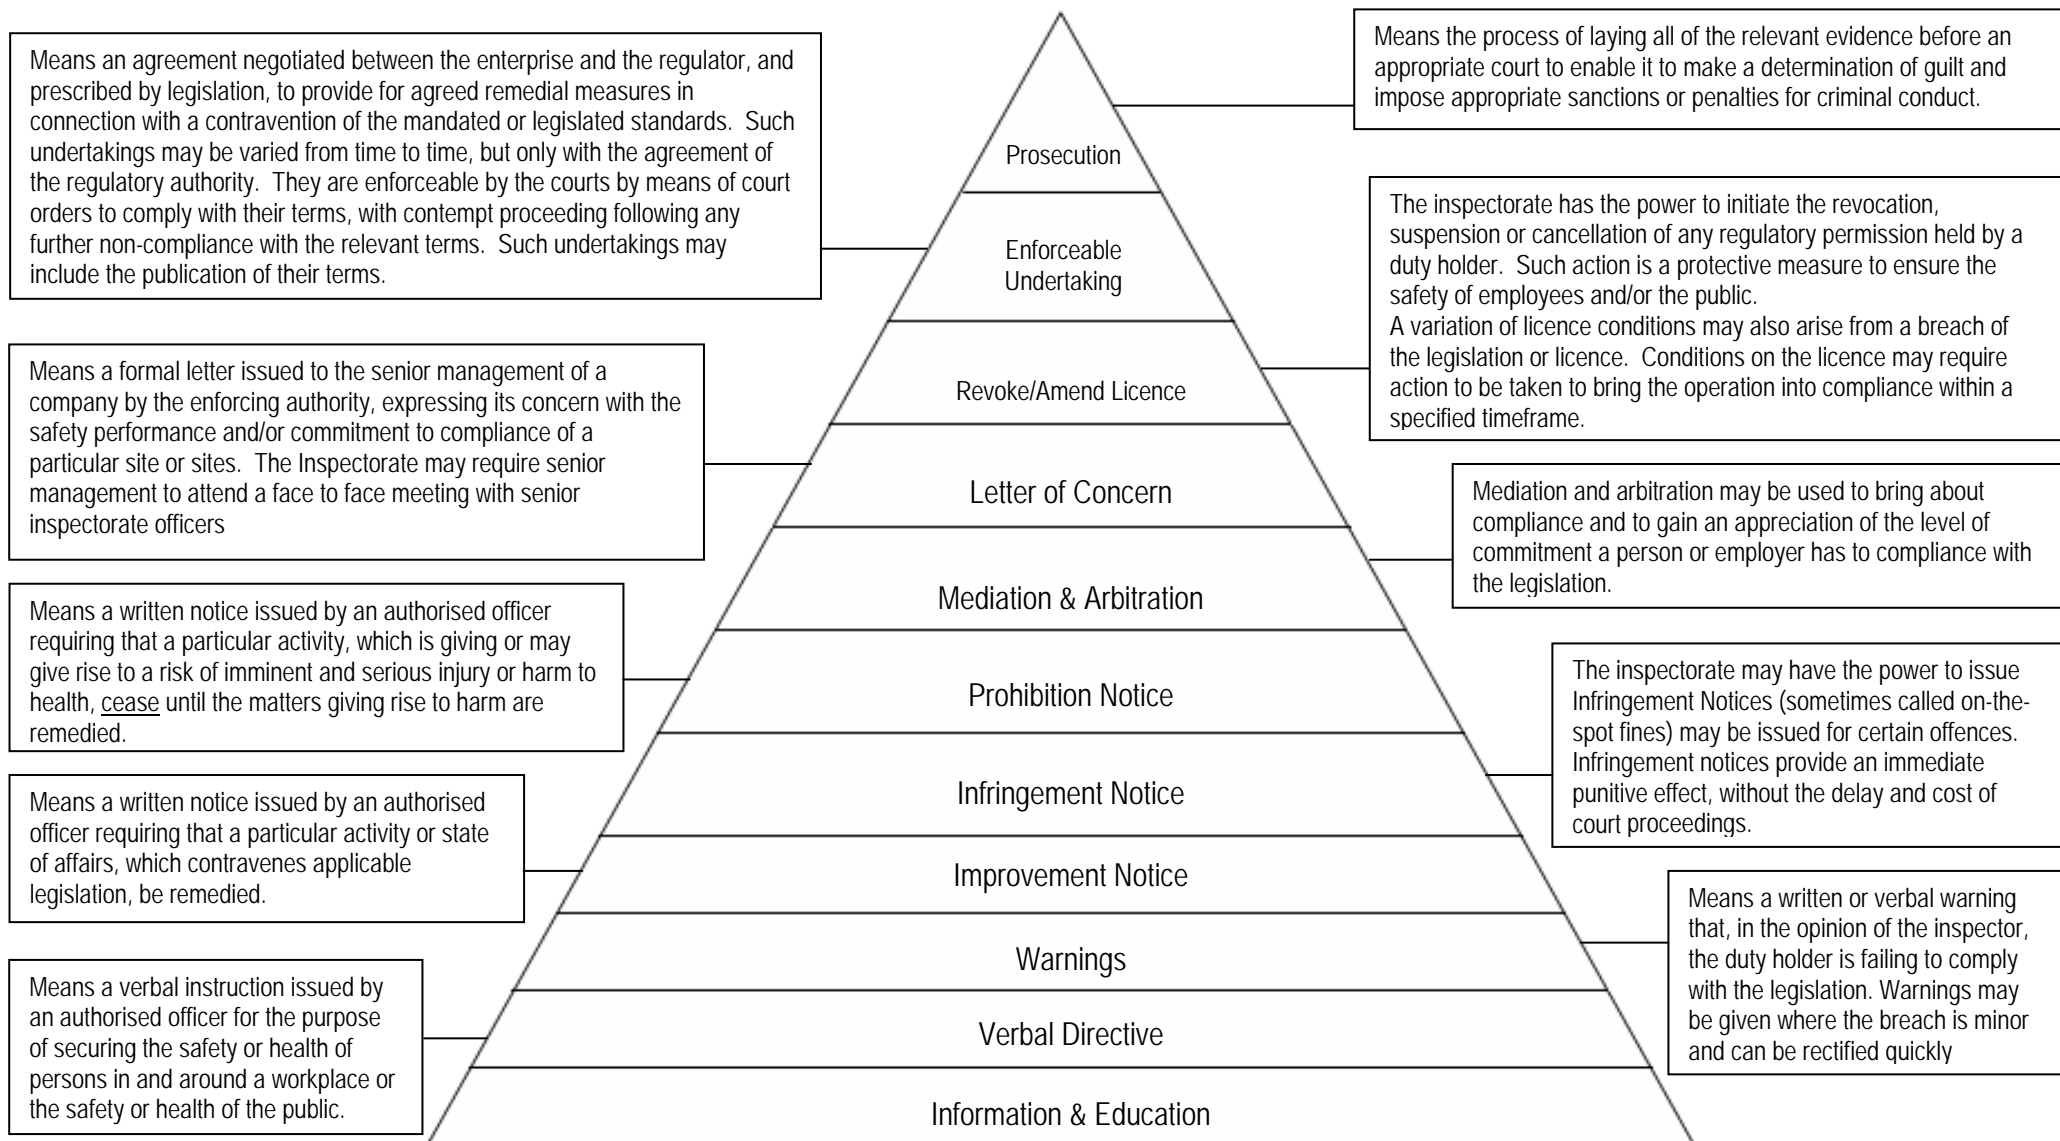 Means an agreement negotiated between the enterprise and the regulator, and
prescribed by legislation, to provide for agreed remedial measures in
connection with a contravention of the mandated or legislated standards. Such
undertakings may be varied from time to time, but only with the agreement of
the regulatory authority. They are enforceable by the courts by means of court
orders to comply with their terms, with contempt proceeding following any
further non-compliance with the relevant terms. Such undertakings may
include the publication of their terms.
Means a formal letter issued to the senior management of a
company by the enforcing authority, expressing its concern with the
safety performance and/or commitment to compliance of a
particular site or sites. The Inspectorate may require senior
management to attend a face to face meeting with senior
inspectorate officers
Means a written notice issued by an authorised officer
requiring that a particular activity, which is giving or may
give rise to a risk of imminent and serious injury or harm to
health, cease until the matters giving rise to harm are
remedied.
Means a written notice issued by an authorised
officer requiring that a particular activity or state
of affairs, which contravenes applicable
legislation, be remedied.
Means a verbal instruction issued by
an authorised officer for the purpose
of securing the safety or health of
persons in and around a workplace or
the safety or health of the public.
Prosecution
Enforceable
Undertaking
Revoke/Amend Licence
Letter of Concern
Mediation & Arbitration
Prohibition Notice
Infringement Notice
Improvement Notice
Warnings
Verbal Directive
Information & Education
Means the process of laying all of the relevant evidence before an
appropriate court to enable it to make a determination of guilt and
impose appropriate sanctions or penalties for criminal conduct.
The inspectorate has the power to initiate the revocation,
suspension or cancellation of any regulatory permission held by a
duty holder. Such action is a protective measure to ensure the
safety of employees and/or the public.
A variation of licence conditions may also arise from a breach of
the legislation or licence. Conditions on the licence may require
action to be taken to bring the operation into compliance within a
specified timeframe.
Mediation and arbitration may be used to bring about
compliance and to gain an appreciation of the level of
commitment a person or employer has to compliance with
the legislation.
The inspectorate may have the power to issue
Infringement Notices (sometimes called on-the-
spot fines) may be issued for certain offences.
Infringement notices provide an immediate
punitive effect, without the delay and cost of
court proceedings.
Means a written or verbal warning
that, in the opinion of the inspector,
the duty holder is failing to comply
with the legislation. Warnings may
be given where the breach is minor
and can be rectified quickly